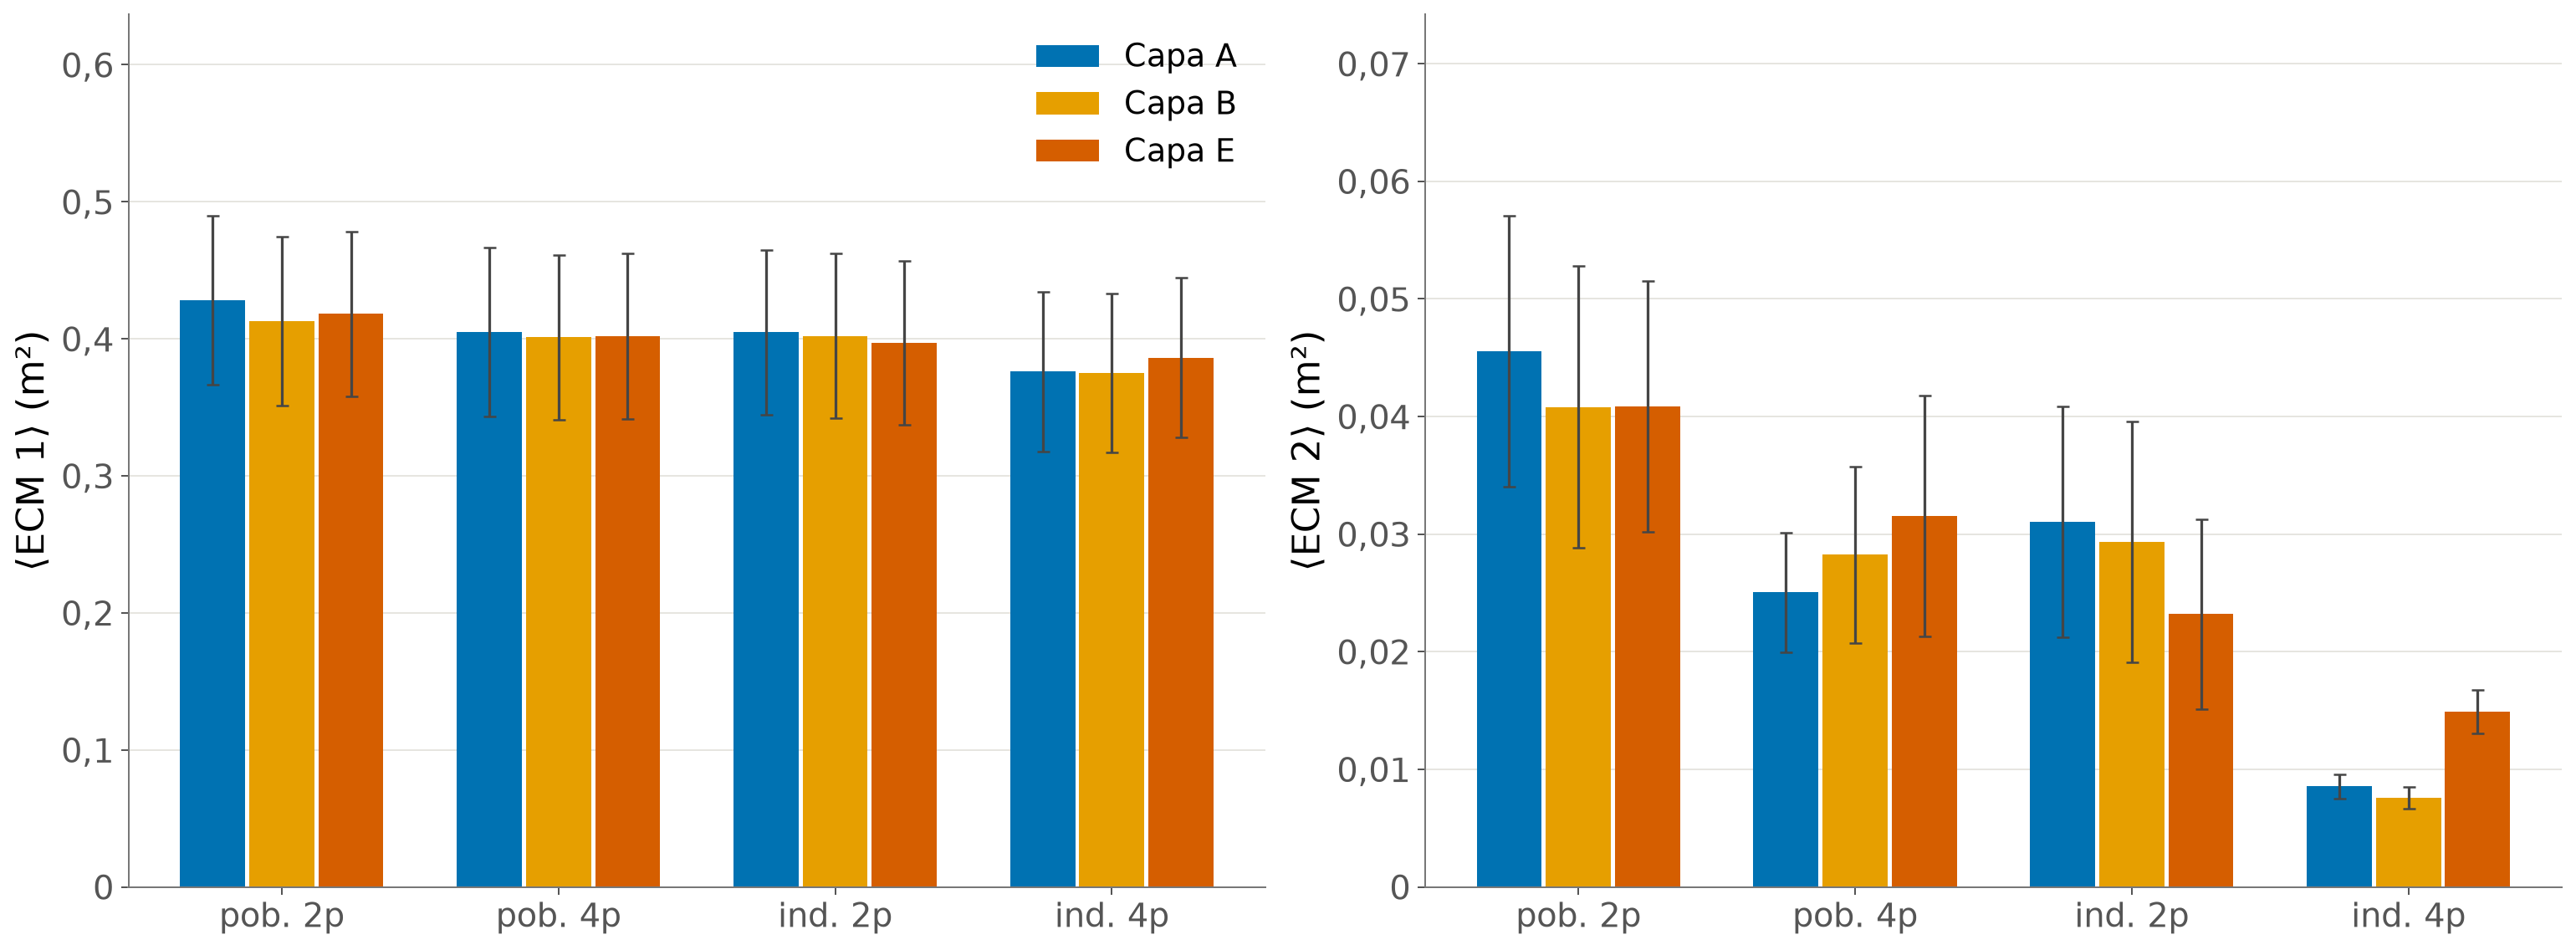 ⟨ECM 1⟩ (m²)
0,6
0,5
0,4
0,3
0,2
0,1
0
pob. 2p
pob. 4p
ind. 2p
ind. 4p
Capa A
Capa B
Capa E
⟨ECM 2⟩ (m²)
0,07
0,06
0,05
0,04
0,03
0,02
0,01
0
pob. 2p
pob. 4p
ind. 2p
ind. 4p